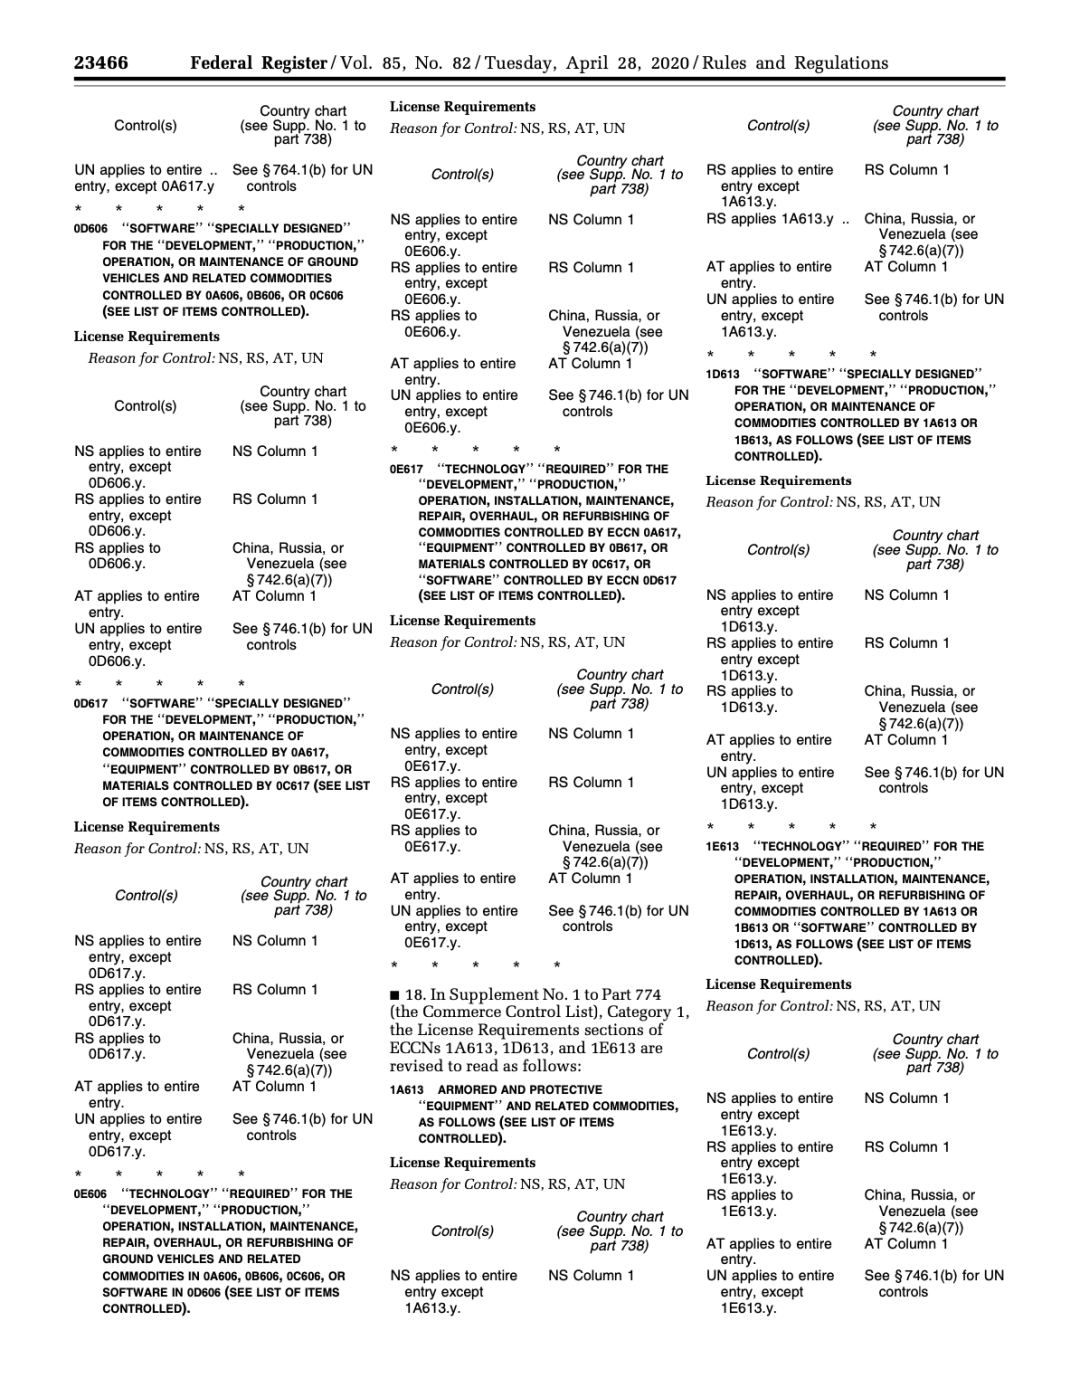 23466 Federal Register / Vol. 85, No. 82 / Tuesday, April 28, 2020 / Rules and Regulations
Control(s)
Country chart
(see Supp. No. 1 to
part 738)
UN applies to entire .. See § 764.1(b) for UN
entry, except 0A617.y controls
* * * * *
0D606 ‘‘SOFTWARE’’ ‘‘SPECIALLY DESIGNED’’
FOR THE ‘‘DEVELOPMENT,’’ ‘‘PRODUCTION,’’
OPERATION, OR MAINTENANCE OF GROUND
VEHICLES AND RELATED COMMODITIES
CONTROLLED BY 0A606, 0B606, OR 0C606
(SEE LIST OF ITEMS CONTROLLED).
License Requirements
Reason for Control: NS, RS, AT, UN
Control(s)
Country chart
(see Supp. No. 1 to
part 738)
NS applies to entire NS Column 1
entry, except
0D606.y.
RS applies to entire RS Column 1
entry, except
0D606.y.
RS applies to China, Russia, or
0D606.y. Venezuela (see
§ 742.6(a)(7))
AT applies to entire AT Column 1
entry.
UN applies to entire See § 746.1(b) for UN
entry, except controls
0D606.y.
* * * * *
0D617 ‘‘SOFTWARE’’ ‘‘SPECIALLY DESIGNED’’
FOR THE ‘‘DEVELOPMENT,’’ ‘‘PRODUCTION,’’
OPERATION, OR MAINTENANCE OF
COMMODITIES CONTROLLED BY 0A617,
‘‘EQUIPMENT’’ CONTROLLED BY 0B617, OR
MATERIALS CONTROLLED BY 0C617 (SEE LIST
OF ITEMS CONTROLLED).
License Requirements
Reason for Control: NS, RS, AT, UN
Control(s)
Country chart
(see Supp. No. 1 to
part 738)
NS applies to entire NS Column 1
entry, except
0D617.y.
RS applies to entire RS Column 1
entry, except
0D617.y.
RS applies to China, Russia, or
0D617.y. Venezuela (see
§ 742.6(a)(7))
AT applies to entire AT Column 1
entry.
UN applies to entire See § 746.1(b) for UN
entry, except controls
0D617.y.
* * * * *
0E606 ‘‘TECHNOLOGY’’ ‘‘REQUIRED’’ FOR THE
‘‘DEVELOPMENT,’’ ‘‘PRODUCTION,’’
OPERATION, INSTALLATION, MAINTENANCE,
REPAIR, OVERHAUL, OR REFURBISHING OF
GROUND VEHICLES AND RELATED
COMMODITIES IN 0A606, 0B606, 0C606, OR
SOFTWARE IN 0D606 (SEE LIST OF ITEMS
CONTROLLED).
License Requirements
Reason for Control: NS, RS, AT, UN
Control(s)
Country chart
(see Supp. No. 1 to
part 738)
NS applies to entire NS Column 1
entry, except
0E606.y.
RS applies to entire RS Column 1
entry, except
0E606.y.
RS applies to China, Russia, or
0E606.y. Venezuela (see
§ 742.6(a)(7))
AT applies to entire AT Column 1
entry.
UN applies to entire See § 746.1(b) for UN
entry, except controls
0E606.y.
* * * * *
0E617 ‘‘TECHNOLOGY’’ ‘‘REQUIRED’’ FOR THE
‘‘DEVELOPMENT,’’ ‘‘PRODUCTION,’’
OPERATION, INSTALLATION, MAINTENANCE,
REPAIR, OVERHAUL, OR REFURBISHING OF
COMMODITIES CONTROLLED BY ECCN 0A617,
‘‘EQUIPMENT’’ CONTROLLED BY 0B617, OR
MATERIALS CONTROLLED BY 0C617, OR
‘‘SOFTWARE’’ CONTROLLED BY ECCN 0D617
(SEE LIST OF ITEMS CONTROLLED).
License Requirements
Reason for Control: NS, RS, AT, UN
Control(s)
Country chart
(see Supp. No. 1 to
part 738)
NS applies to entire NS Column 1
entry, except
0E617.y.
RS applies to entire RS Column 1
entry, except
0E617.y.
RS applies to China, Russia, or
0E617.y. Venezuela (see
§ 742.6(a)(7))
AT applies to entire AT Column 1
entry.
UN applies to entire See § 746.1(b) for UN
entry, except controls
0E617.y.
* * * * *
■ 18. In Supplement No. 1 to Part 774
(the Commerce Control List), Category 1,
the License Requirements sections of
ECCNs 1A613, 1D613, and 1E613 are
revised to read as follows:
1A613 ARMORED AND PROTECTIVE
‘‘EQUIPMENT’’ AND RELATED COMMODITIES,
AS FOLLOWS (SEE LIST OF ITEMS
CONTROLLED).
License Requirements
Reason for Control: NS, RS, AT, UN
Control(s)
Country chart
(see Supp. No. 1 to
part 738)
NS applies to entire NS Column 1
entry except
1A613.y.
Control(s)
Country chart
(see Supp. No. 1 to
part 738)
RS applies to entire RS Column 1
entry except
1A613.y.
RS applies 1A613.y .. China, Russia, or
Venezuela (see
§ 742.6(a)(7))
AT applies to entire AT Column 1
entry.
UN applies to entire See § 746.1(b) for UN
entry, except controls
1A613.y.
* * * * *
1D613 ‘‘SOFTWARE’’ ‘‘SPECIALLY DESIGNED’’
FOR THE ‘‘DEVELOPMENT,’’ ‘‘PRODUCTION,’’
OPERATION, OR MAINTENANCE OF
COMMODITIES CONTROLLED BY 1A613 OR
1B613, AS FOLLOWS (SEE LIST OF ITEMS
CONTROLLED).
License Requirements
Reason for Control: NS, RS, AT, UN
Control(s)
Country chart
(see Supp. No. 1 to
part 738)
NS applies to entire NS Column 1
entry except
1D613.y.
RS applies to entire RS Column 1
entry except
1D613.y.
RS applies to China, Russia, or
1D613.y. Venezuela (see
§ 742.6(a)(7))
AT applies to entire AT Column 1
entry.
UN applies to entire See § 746.1(b) for UN
entry, except controls
1D613.y.
* * * * *
1E613 ‘‘TECHNOLOGY’’ ‘‘REQUIRED’’ FOR THE
‘‘DEVELOPMENT,’’ ‘‘PRODUCTION,’’
OPERATION, INSTALLATION, MAINTENANCE,
REPAIR, OVERHAUL, OR REFURBISHING OF
COMMODITIES CONTROLLED BY 1A613 OR
1B613 OR ‘‘SOFTWARE’’ CONTROLLED BY
1D613, AS FOLLOWS (SEE LIST OF ITEMS
CONTROLLED).
License Requirements
Reason for Control: NS, RS, AT, UN
Control(s)
Country chart
(see Supp. No. 1 to
part 738)
NS applies to entire NS Column 1
entry except
1E613.y.
RS applies to entire RS Column 1
entry except
1E613.y.
RS applies to China, Russia, or
1E613.y. Venezuela (see
§ 742.6(a)(7))
AT applies to entire AT Column 1
entry.
UN applies to entire See § 746.1(b) for UN
entry, except controls
1E613.y.